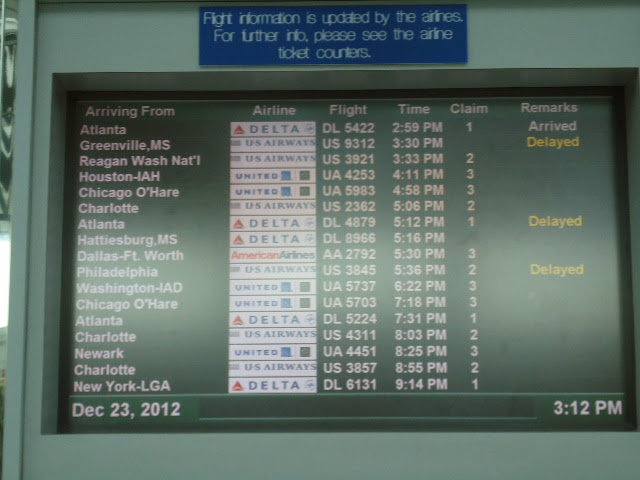 Flight information is updated by the airlines.
For further info, please see the airline
ticket counters.
Arriving From Airline Flight Time Claim Remarks
Atlanta DELTA DL 5422 2:59 PM 1 Arrived
Greenville,MS US AIRWAYS US 9312 3:30 PM Delayed
Reagan Wash Nat'l US AIRWAYS US 3921 3:33 PM 2
Houston-IAH UNITED UA 4253 4:11 PM 3
Chicago O'Hare UNITED UA 5983 4:58 PM 3
Charlotte US AIRWAYS US 2362 5:06 PM 2
Atlanta DELTA DL 4879 5:12 PM 1 Delayed
Hattiesburg,MS DELTA DL 8966 5:16 PM
Dallas-Ft. Worth AmericanAirlines AA 2792 5:30 PM 3
Philadelphia US AIRWAYS US 3845 5:36 PM 2 Delayed
Washington-IAD UNITED UA 5737 6:22 PM 3
Chicago O'Hare UNITED UA 5703 7:18 PM 3
Atlanta DELTA DL 5224 7:31 PM 1
Charlotte US AIRWAYS US 4311 8:03 PM 2
Newark UNITED UA 4451 8:25 PM 3
Charlotte US AIRWAYS US 3857 8:55 PM 2
New York-LGA DELTA DL 6131 9:14 PM 1
Dec 23, 2012 3:12 PM